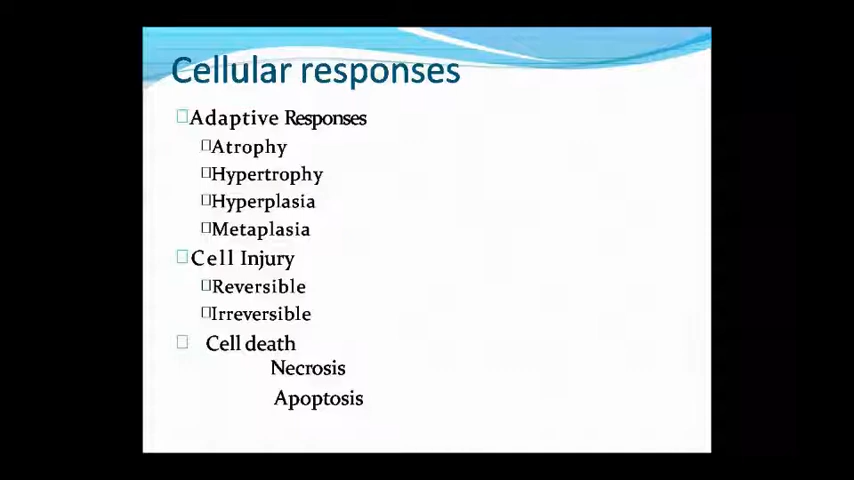 Cellular responses
Adaptive Responses
Atrophy
Hypertrophy
Hyperplasia
Metaplasia
Cell Injury
Reversible
Irreversible
Cell death
Necrosis
Apoptosis